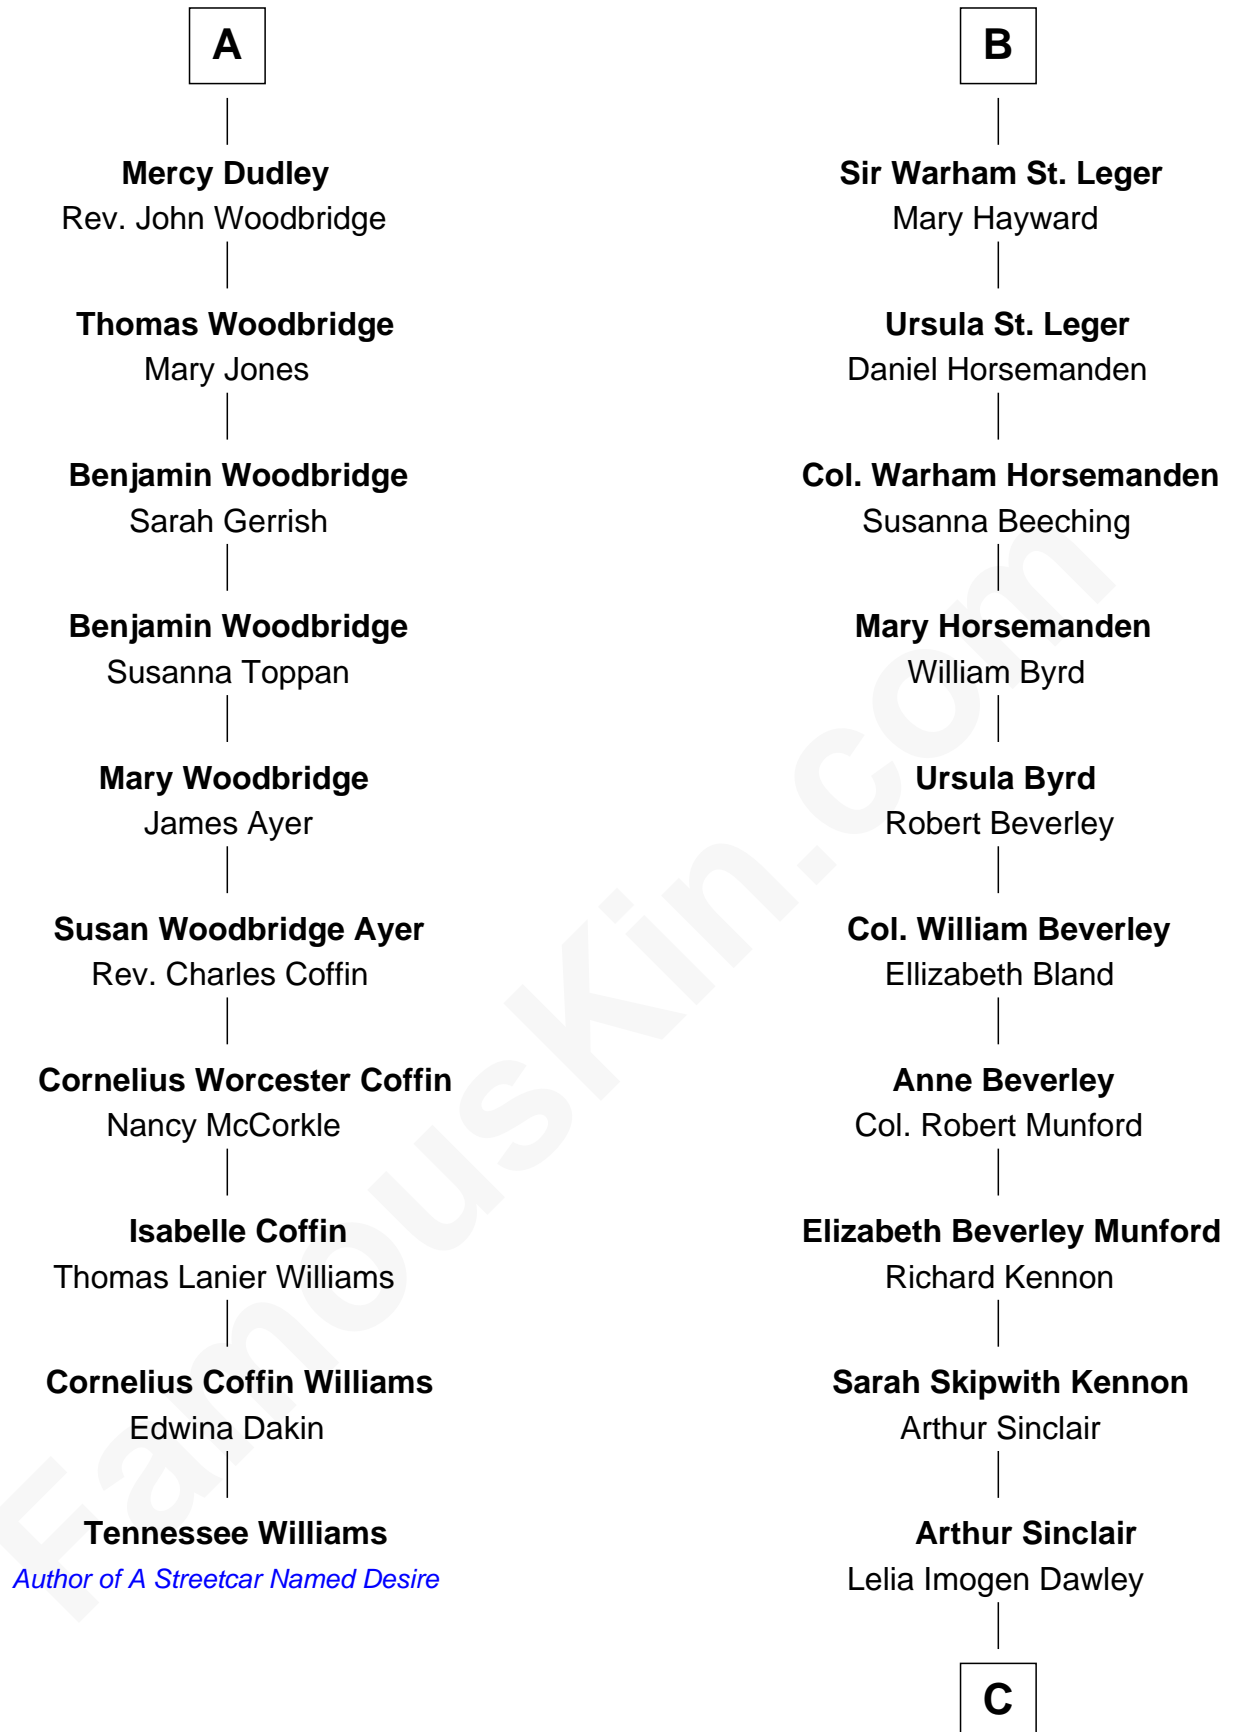 A
Mercy Dudley
Rev. John Woodbridge
Thomas Woodbridge
Mary Jones
Benjamin Woodbridge
Sarah Gerrish
Benjamin Woodbridge
Susanna Toppan
Mary Woodbridge
James Ayer
Susan Woodbridge Ayer
Rev. Charles Coffin
Cornelius Worcester Coffin
Nancy McCorkle
Isabelle Coffin
Thomas Lanier Williams
Cornelius Coffin Williams
Edwina Dakin
Tennessee Williams
Author of A Streetcar Named Desire
B
Sir Warham St. Leger
Mary Hayward
Ursula St. Leger
Daniel Horsemanden
Col. Warham Horsemanden
Susanna Beeching
Mary Horsemanden
William Byrd
Ursula Byrd
Robert Beverley
Col. William Beverley
Ellizabeth Bland
Anne Beverley
Col. Robert Munford
Elizabeth Beverley Munford
Richard Kennon
Sarah Skipwith Kennon
Arthur Sinclair
Arthur Sinclair
Lelia Imogen Dawley
C
FamousKin.com